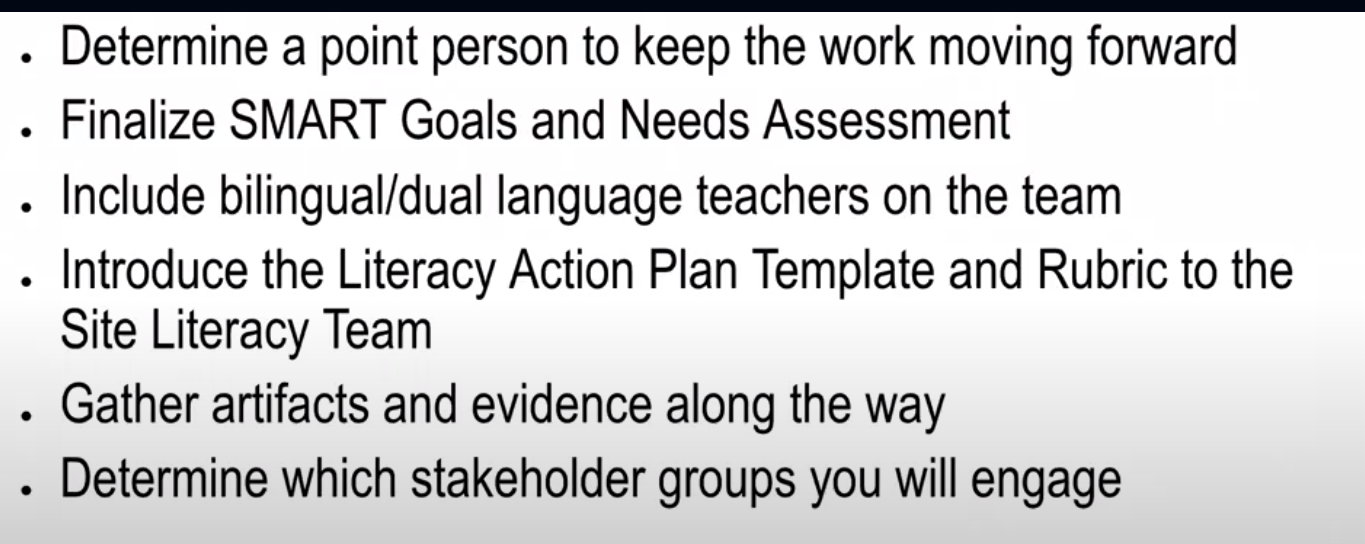 • Determine a point person to keep the work moving forward
• Finalize SMART Goals and Needs Assessment
• Include bilingual/dual language teachers on the team
• Introduce the Literacy Action Plan Template and Rubric to the
Site Literacy Team
• Gather artifacts and evidence along the way
• Determine which stakeholder groups you will engage